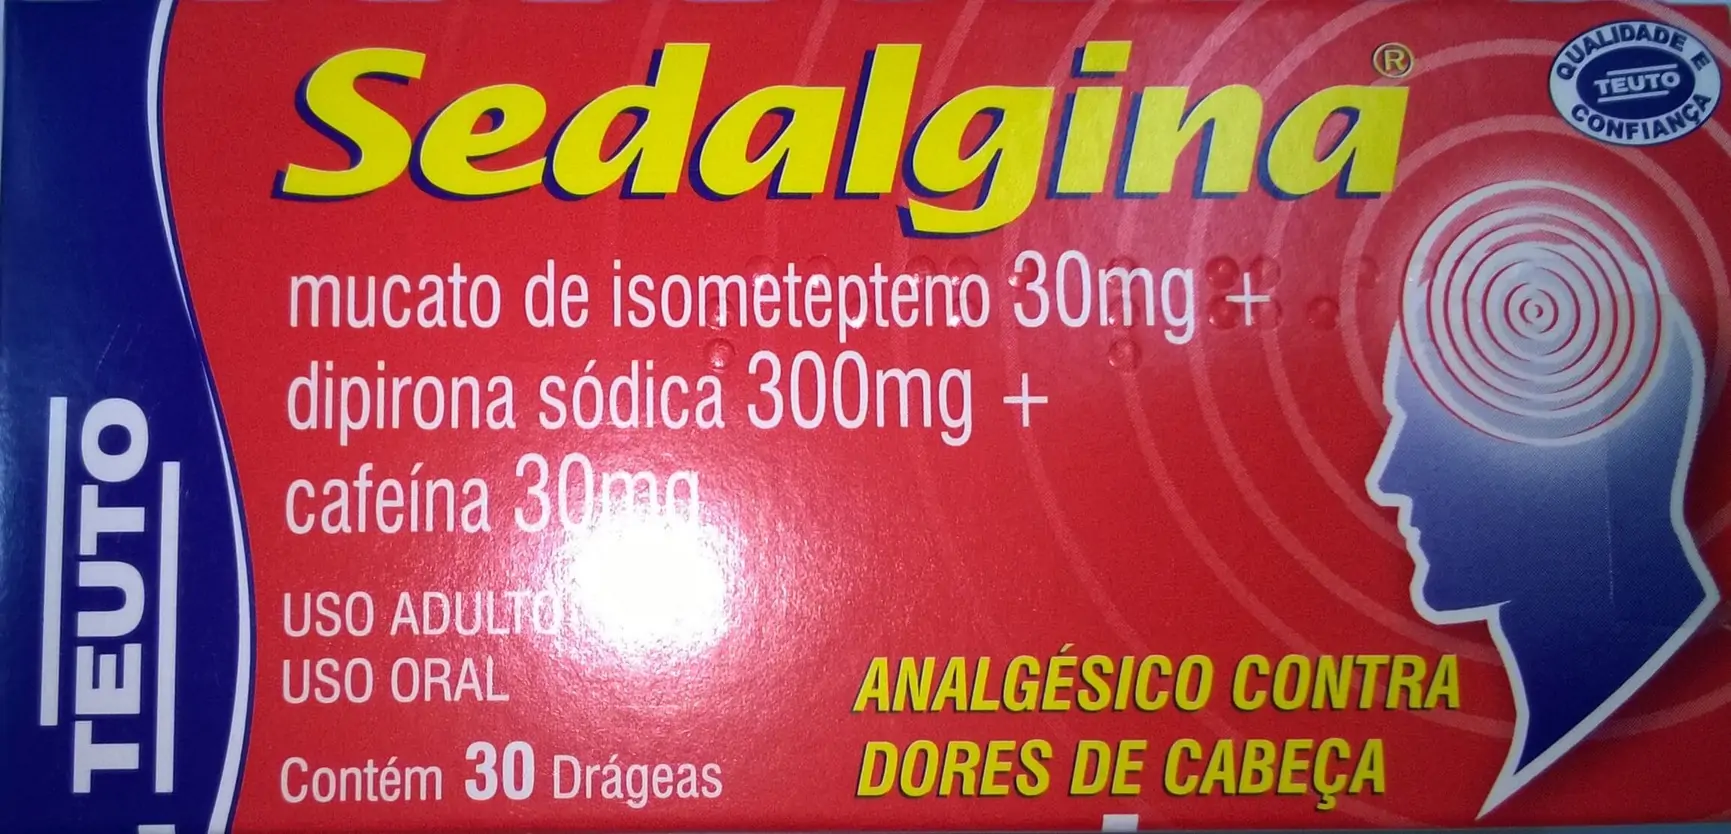 Sedalgina®
QUALIDADE E
TEUTO
CONFIANÇA
mucato de isometepteno 30mg +
dipirona sódica 300mg +
cafeína 30mg
USO ADULTO
USO ORAL
Contém 30 Drágeas
ANALGÉSICO CONTRA
DORES DE CABEÇA
TEUTO